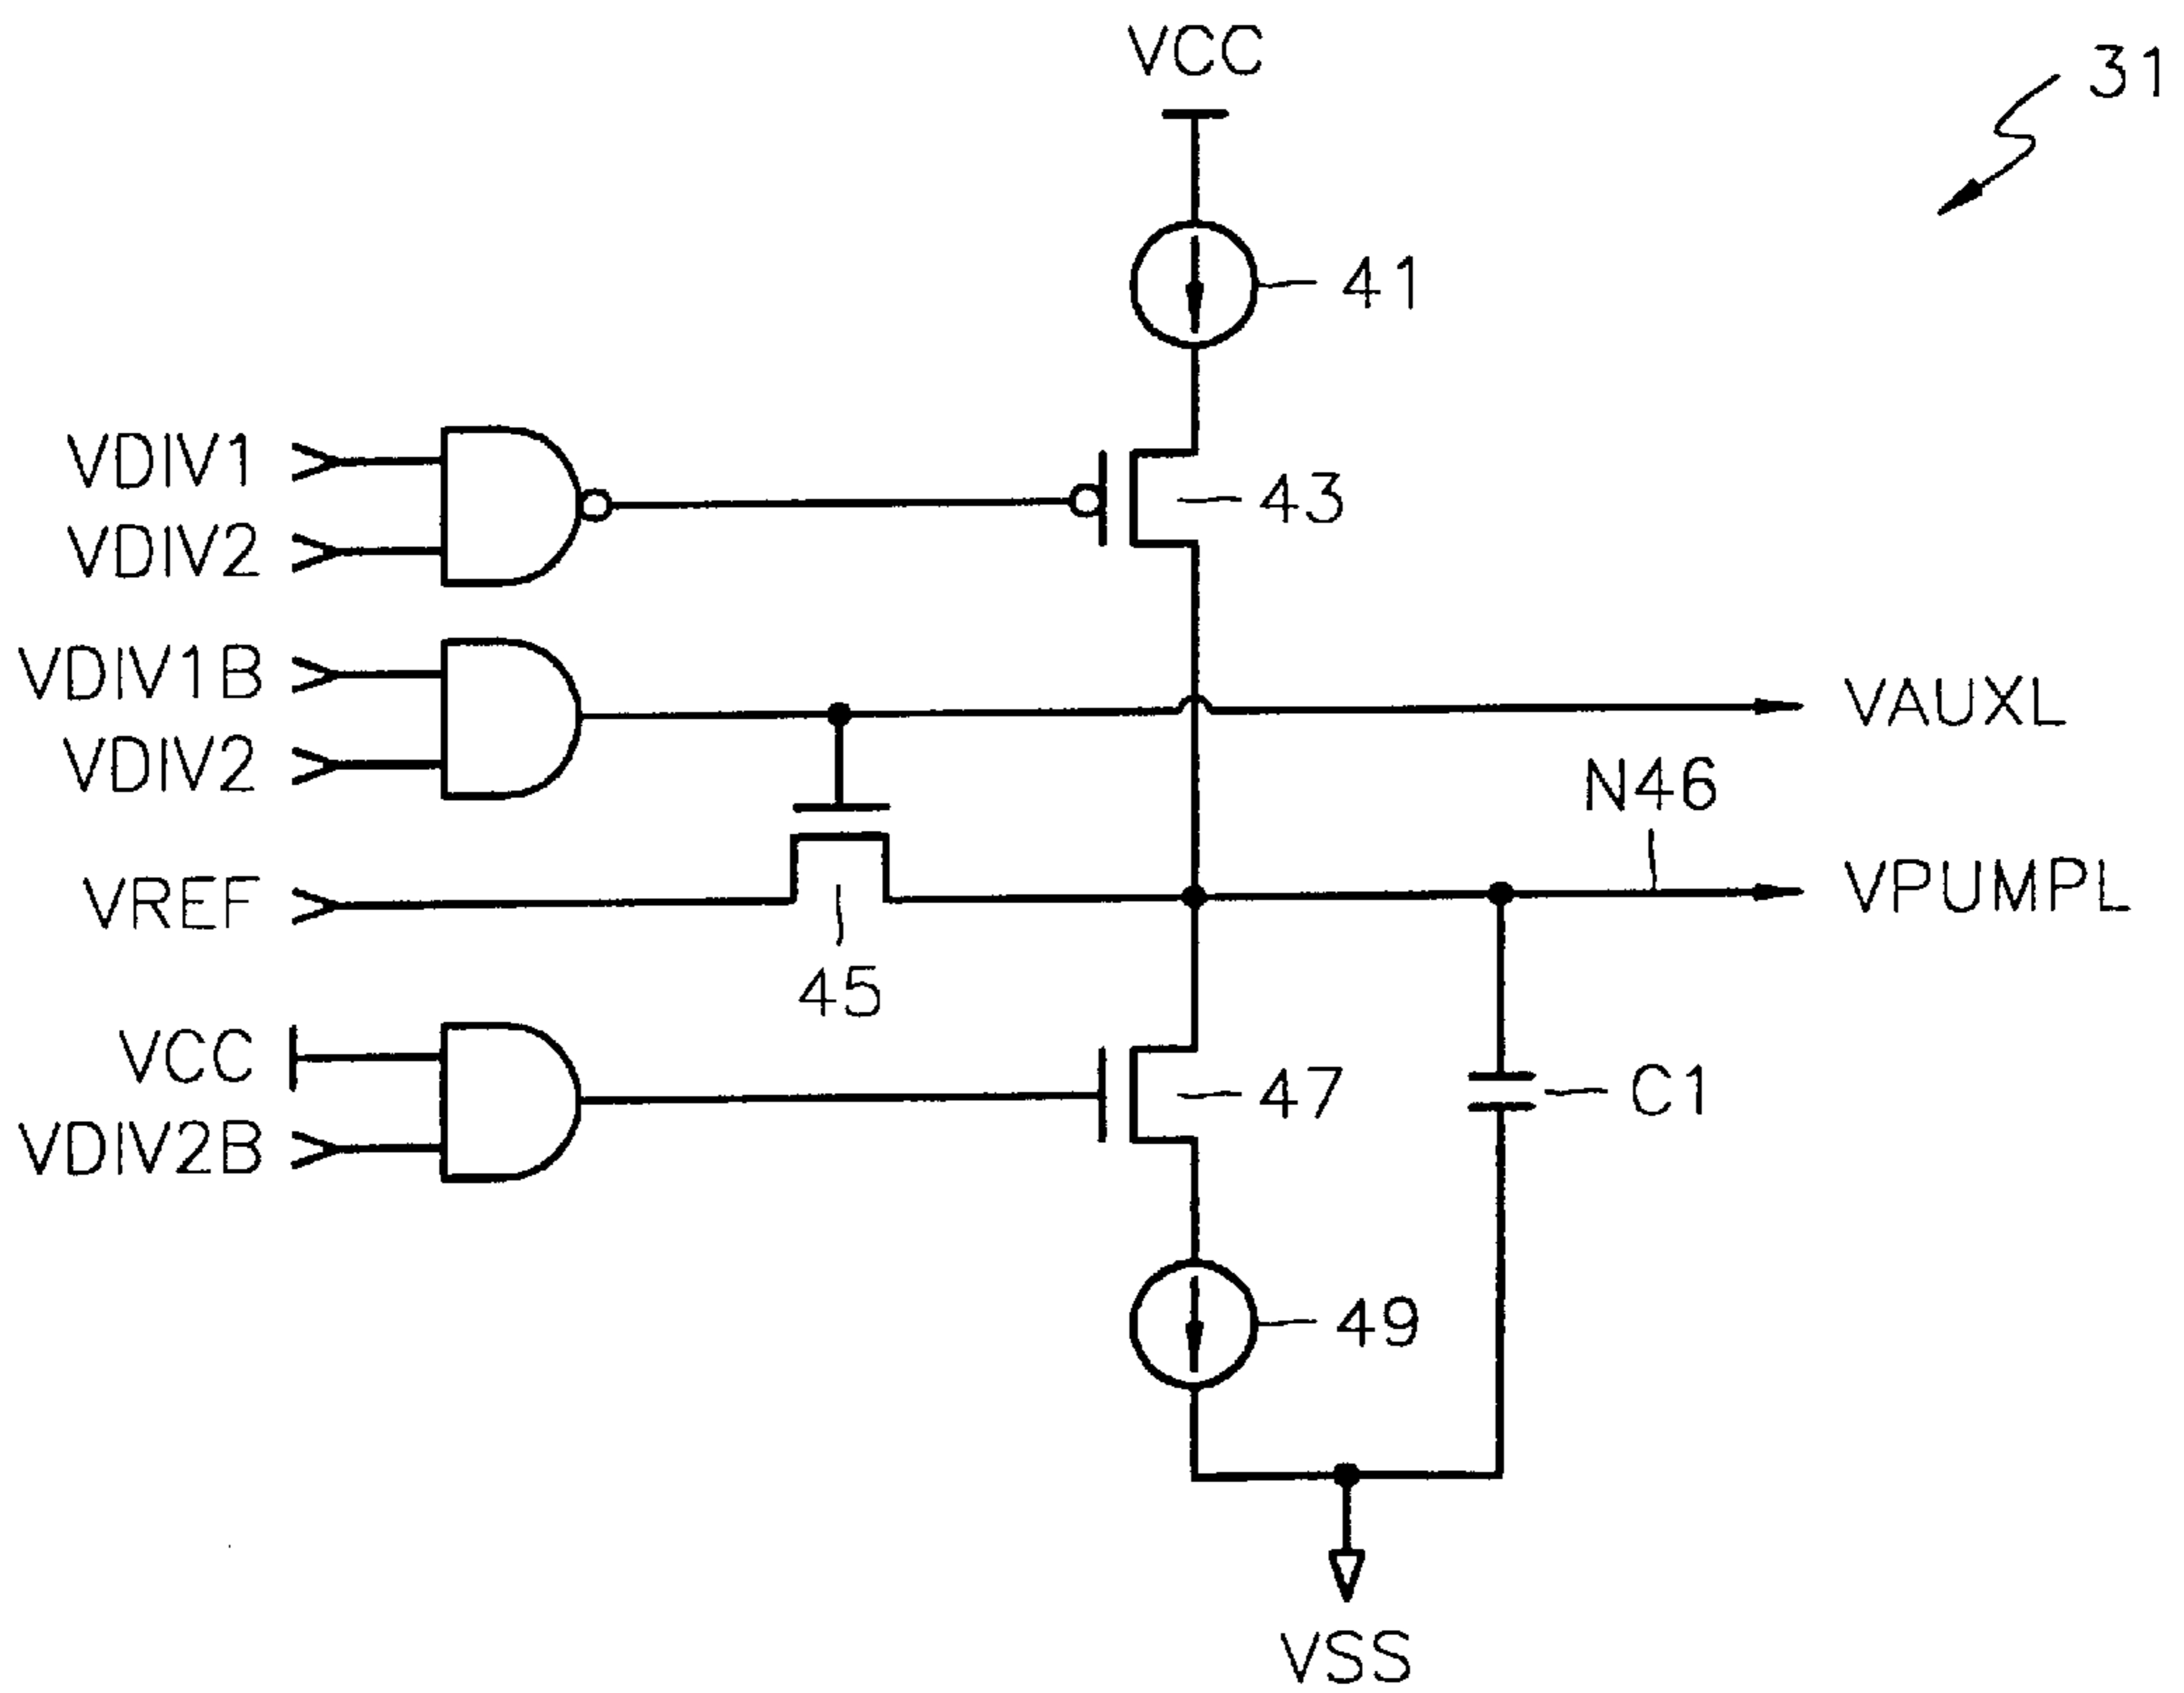 VCC
31
41
VDIV1
43
VDIV2
VDIV1B
VAUXL
VDIV2
N46
VREF
VPUMPL
45
VCC
47
C1
VDIV2B
49
VSS